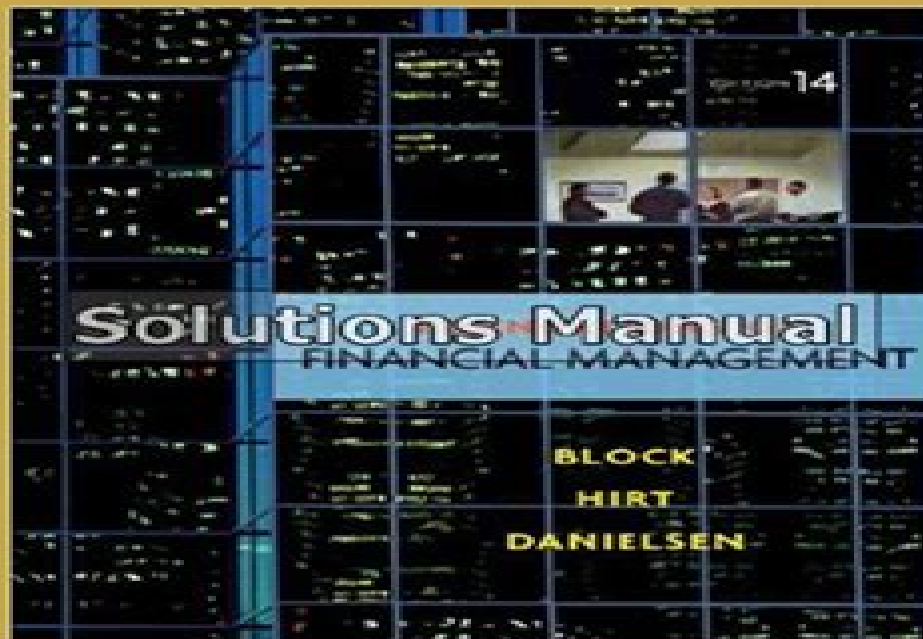 14
Solutions Manual
FINANCIAL MANAGEMENT
BLOCK
HIRT
DANIELSEN